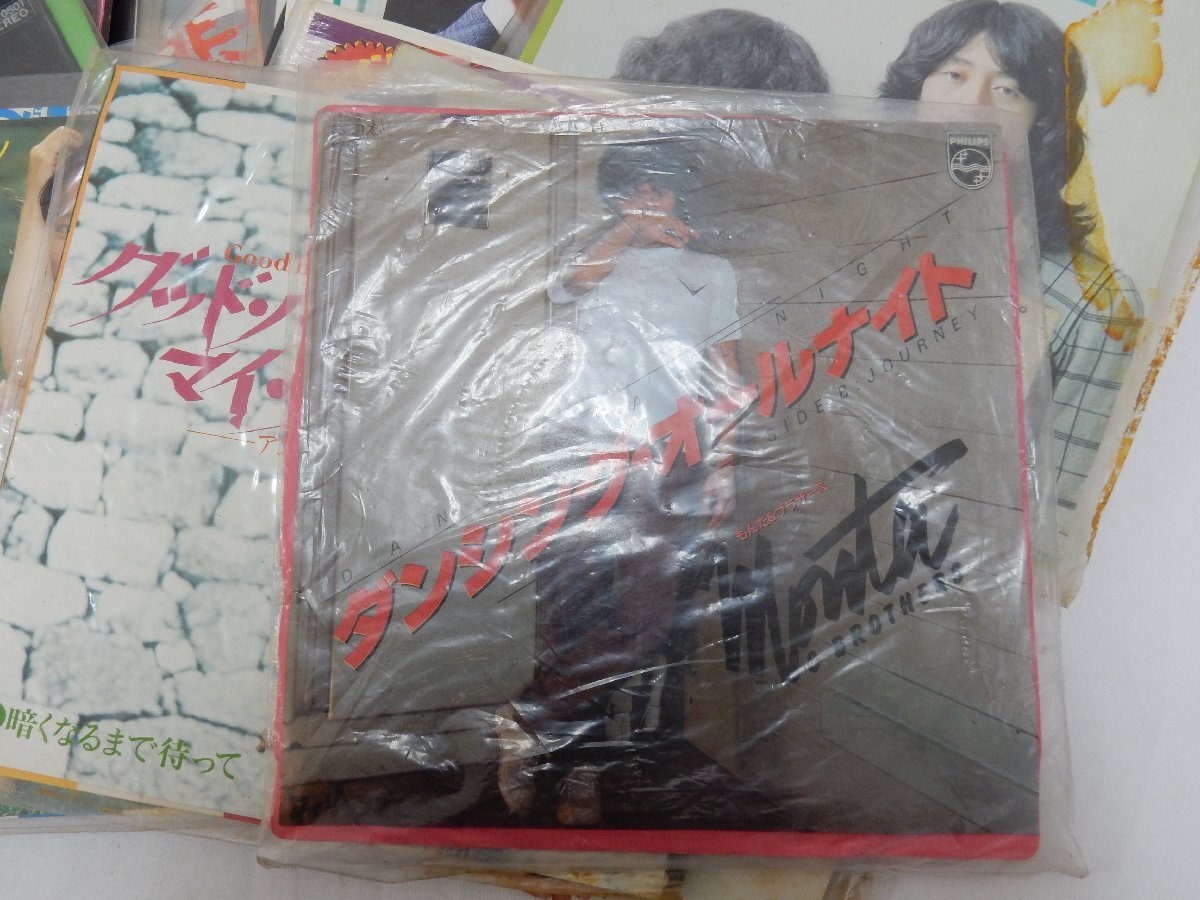 STEREO
Good
グッド
マイ・
ア
暗くなるまで待って
PHILIPS
DAN
NIGHT
ダンシング・オールナイト
SIDE B・JOURNEY
もんた&ブラザーズ
Monta
& BROTHERS